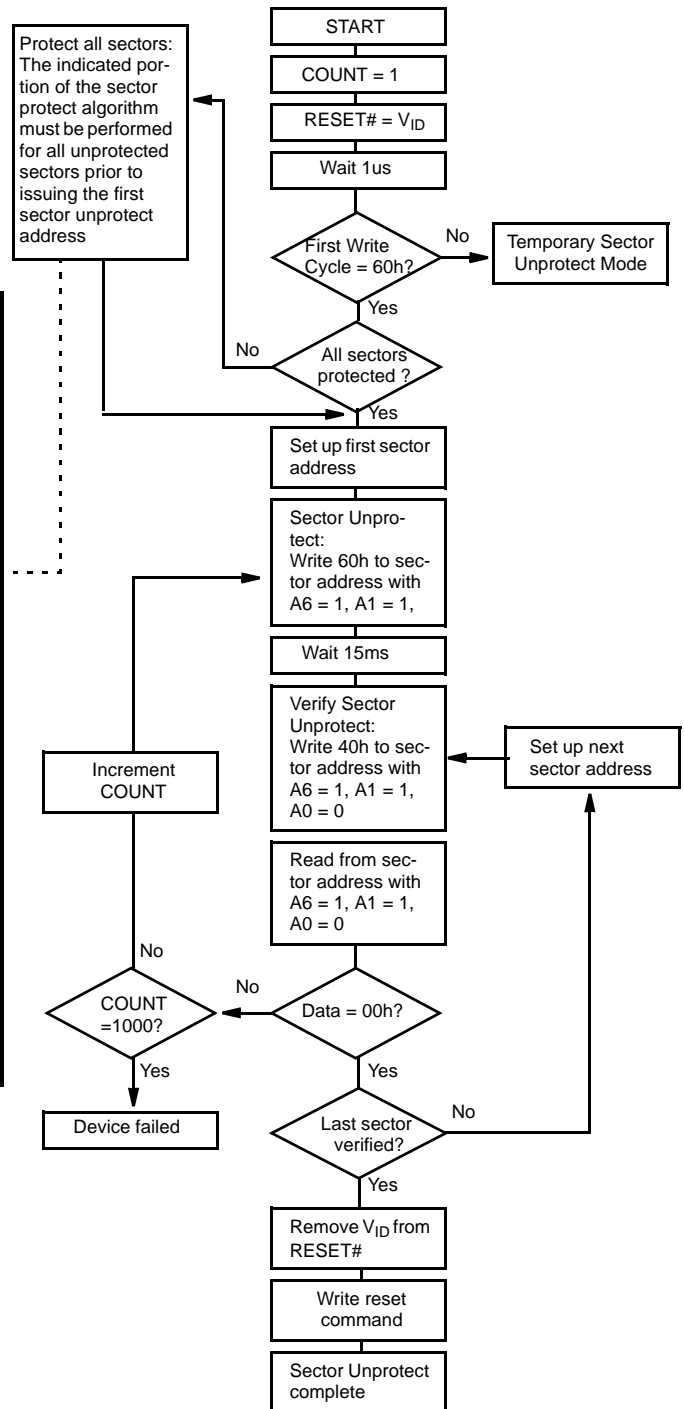 START
Protect all sectors:
The indicated por-
tion of the sector
protect algorithm
must be performed
for all unprotected
sectors prior to
issuing the first
sector unprotect
address
COUNT = 1
RESET# = VID
Wait 1us
First Write
Cycle = 60h?
No
Temporary Sector
Unprotect Mode
Yes
No
All sectors
protected ?
Yes
Set up first sector
address
Sector Unpro-
tect:
Write 60h to sec-
tor address with
A6 = 1, A1 = 1,
Wait 15ms
Verify Sector
Unprotect:
Write 40h to sec-
tor address with
A6 = 1, A1 = 1,
A0 = 0
Set up next
sector address
Increment
COUNT
Read from sec-
tor address with
A6 = 1, A1 = 1,
A0 = 0
No
No
COUNT
=1000?
Data = 00h?
Yes
Yes
Device failed
No
Last sector
verified?
Yes
Remove VID from
RESET#
Write reset
command
Sector Unprotect
complete